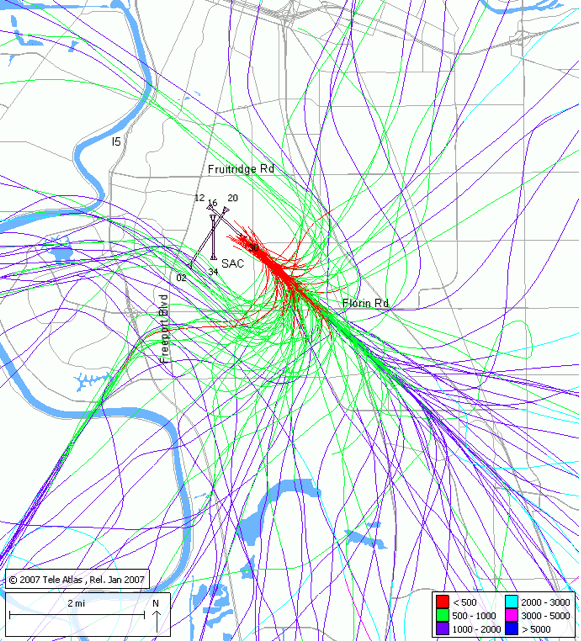 I5
Fruitridge Rd
12
16
20
30
SAC
02
34
Florin Rd
Freeport Blvd
© 2007 Tele Atlas , Rel. Jan 2007
2 mi
N
< 500
2000 - 3000
500 - 1000
3000 - 5000
1000 - 2000
> 5000